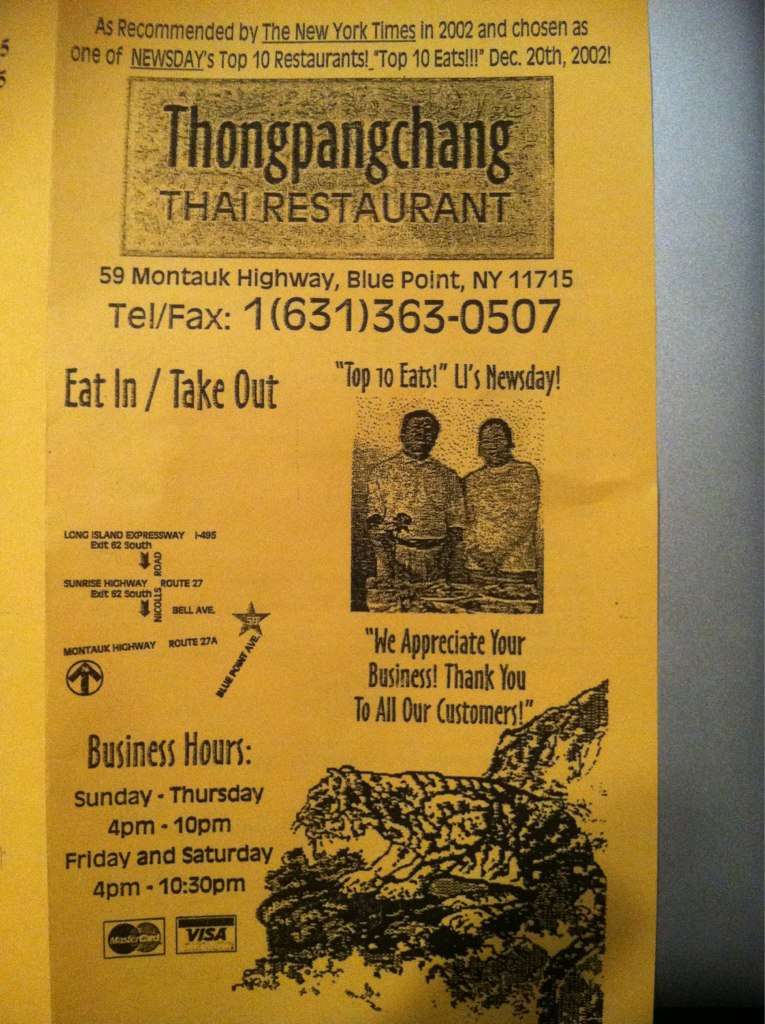 As Recommended by The New York Times in 2002 and chosen as
one of NEWSDAY's Top 10 Restaurants! "Top 10 Eats!!!" Dec. 20th, 2002!
Thongpangchang
THAI RESTAURANT
59 Montauk Highway, Blue Point, NY 11715
Tel/Fax: 1(631)363-0507
Eat In / Take Out
"Top 10 Eats!" LI's Newsday!
LONG ISLAND EXPRESSWAY I-495
Exit 62 South
NICOLLS ROAD
SUNRISE HIGHWAY ROUTE 27
Exit 52 South
BELL AVE.
59
MONTAUK HIGHWAY ROUTE 27A
BLUE POINT AVE.
"We Appreciate Your
Business! Thank You
To All Our Customers!"
Business Hours:
Sunday - Thursday
4pm - 10pm
Friday and Saturday
4pm - 10:30pm
MasterCard
VISA
5
5